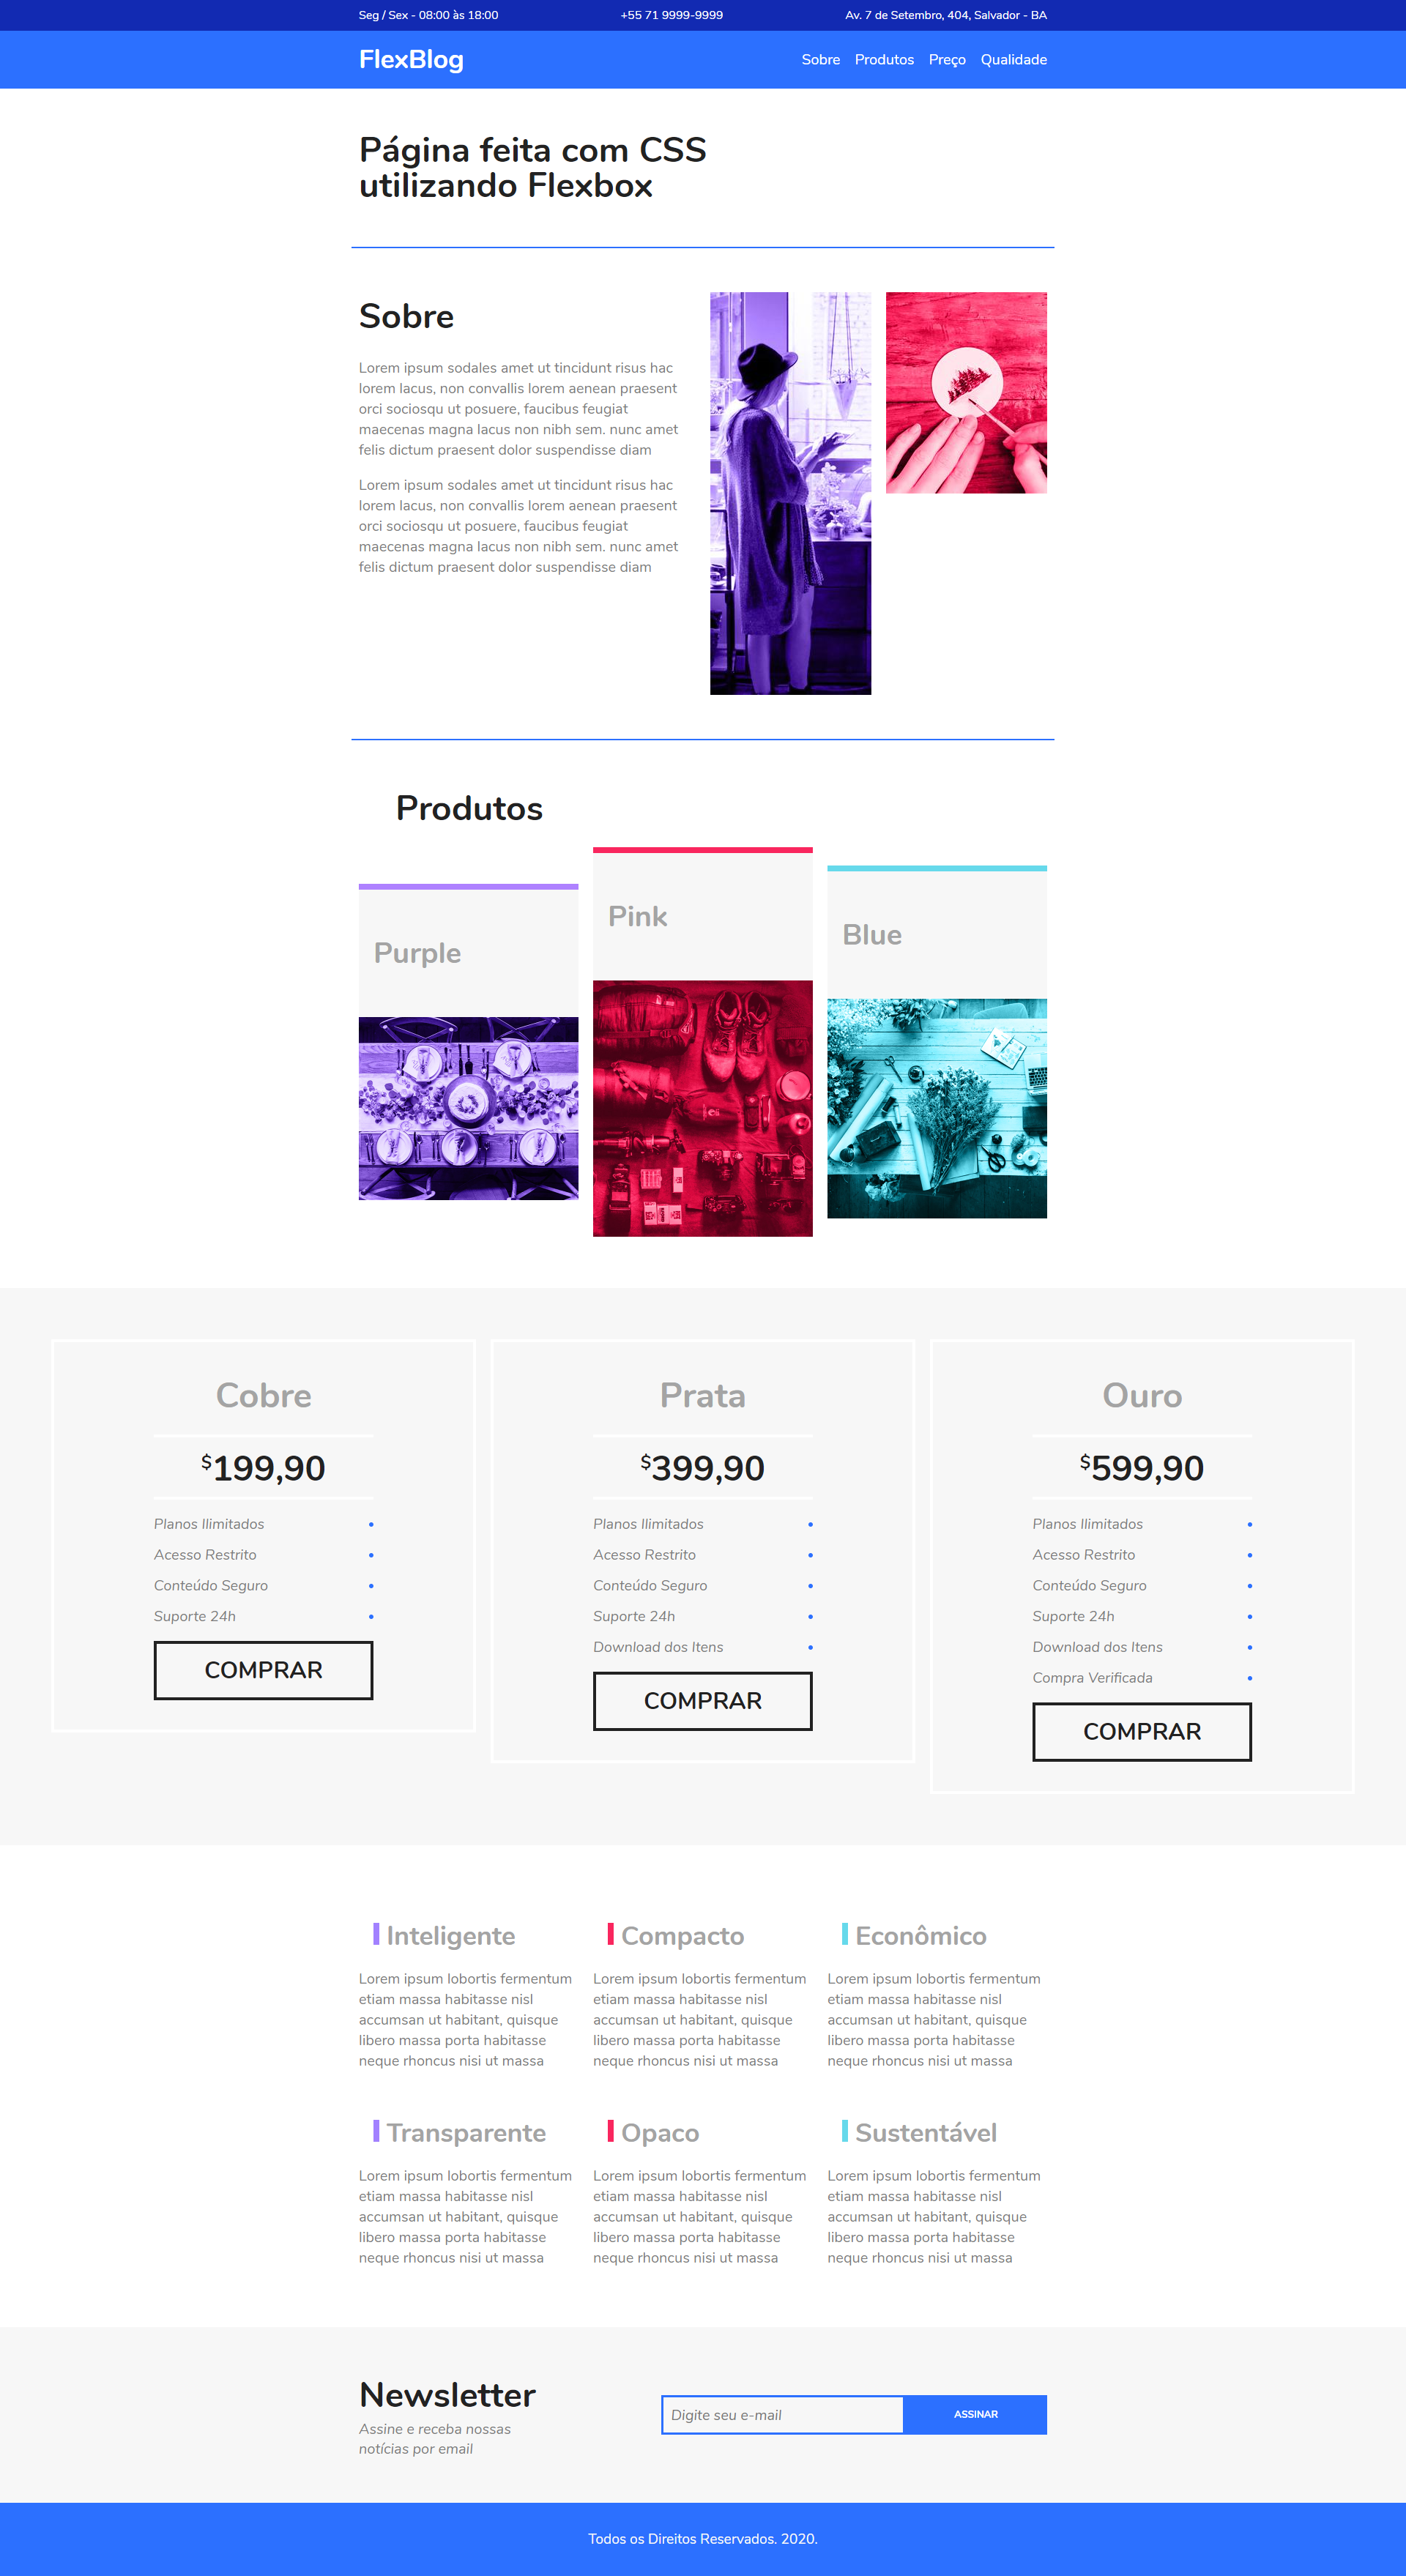 Seg / Sex - 08:00 às 18:00
+55 71 9999-9999
Av. 7 de Setembro, 404, Salvador - BA
FlexBlog
Sobre
Produtos
Preço
Qualidade
Página feita com CSS
utilizando Flexbox
Sobre
Lorem ipsum sodales amet ut tincidunt risus hac
lorem lacus, non convallis lorem aenean praesent
orci sociosqu ut posuere, faucibus feugiat
maecenas magna lacus non nibh sem. nunc amet
felis dictum praesent dolor suspendisse diam
Lorem ipsum sodales amet ut tincidunt risus hac
lorem lacus, non convallis lorem aenean praesent
orci sociosqu ut posuere, faucibus feugiat
maecenas magna lacus non nibh sem. nunc amet
felis dictum praesent dolor suspendisse diam
Produtos
Purple
Pink
Blue
Cobre
$199,90
Planos Ilimitados
Acesso Restrito
Conteúdo Seguro
Suporte 24h
COMPRAR
Prata
$399,90
Planos Ilimitados
Acesso Restrito
Conteúdo Seguro
Suporte 24h
Download dos Itens
COMPRAR
Ouro
$599,90
Planos Ilimitados
Acesso Restrito
Conteúdo Seguro
Suporte 24h
Download dos Itens
Compra Verificada
COMPRAR
Inteligente
Lorem ipsum lobortis fermentum
etiam massa habitasse nisl
accumsan ut habitant, quisque
libero massa porta habitasse
neque rhoncus nisi ut massa
Compacto
Lorem ipsum lobortis fermentum
etiam massa habitasse nisl
accumsan ut habitant, quisque
libero massa porta habitasse
neque rhoncus nisi ut massa
Econômico
Lorem ipsum lobortis fermentum
etiam massa habitasse nisl
accumsan ut habitant, quisque
libero massa porta habitasse
neque rhoncus nisi ut massa
Transparente
Lorem ipsum lobortis fermentum
etiam massa habitasse nisl
accumsan ut habitant, quisque
libero massa porta habitasse
neque rhoncus nisi ut massa
Opaco
Lorem ipsum lobortis fermentum
etiam massa habitasse nisl
accumsan ut habitant, quisque
libero massa porta habitasse
neque rhoncus nisi ut massa
Sustentável
Lorem ipsum lobortis fermentum
etiam massa habitasse nisl
accumsan ut habitant, quisque
libero massa porta habitasse
neque rhoncus nisi ut massa
Newsletter
Assine e receba nossas
notícias por email
Digite seu e-mail
ASSINAR
Todos os Direitos Reservados. 2020.